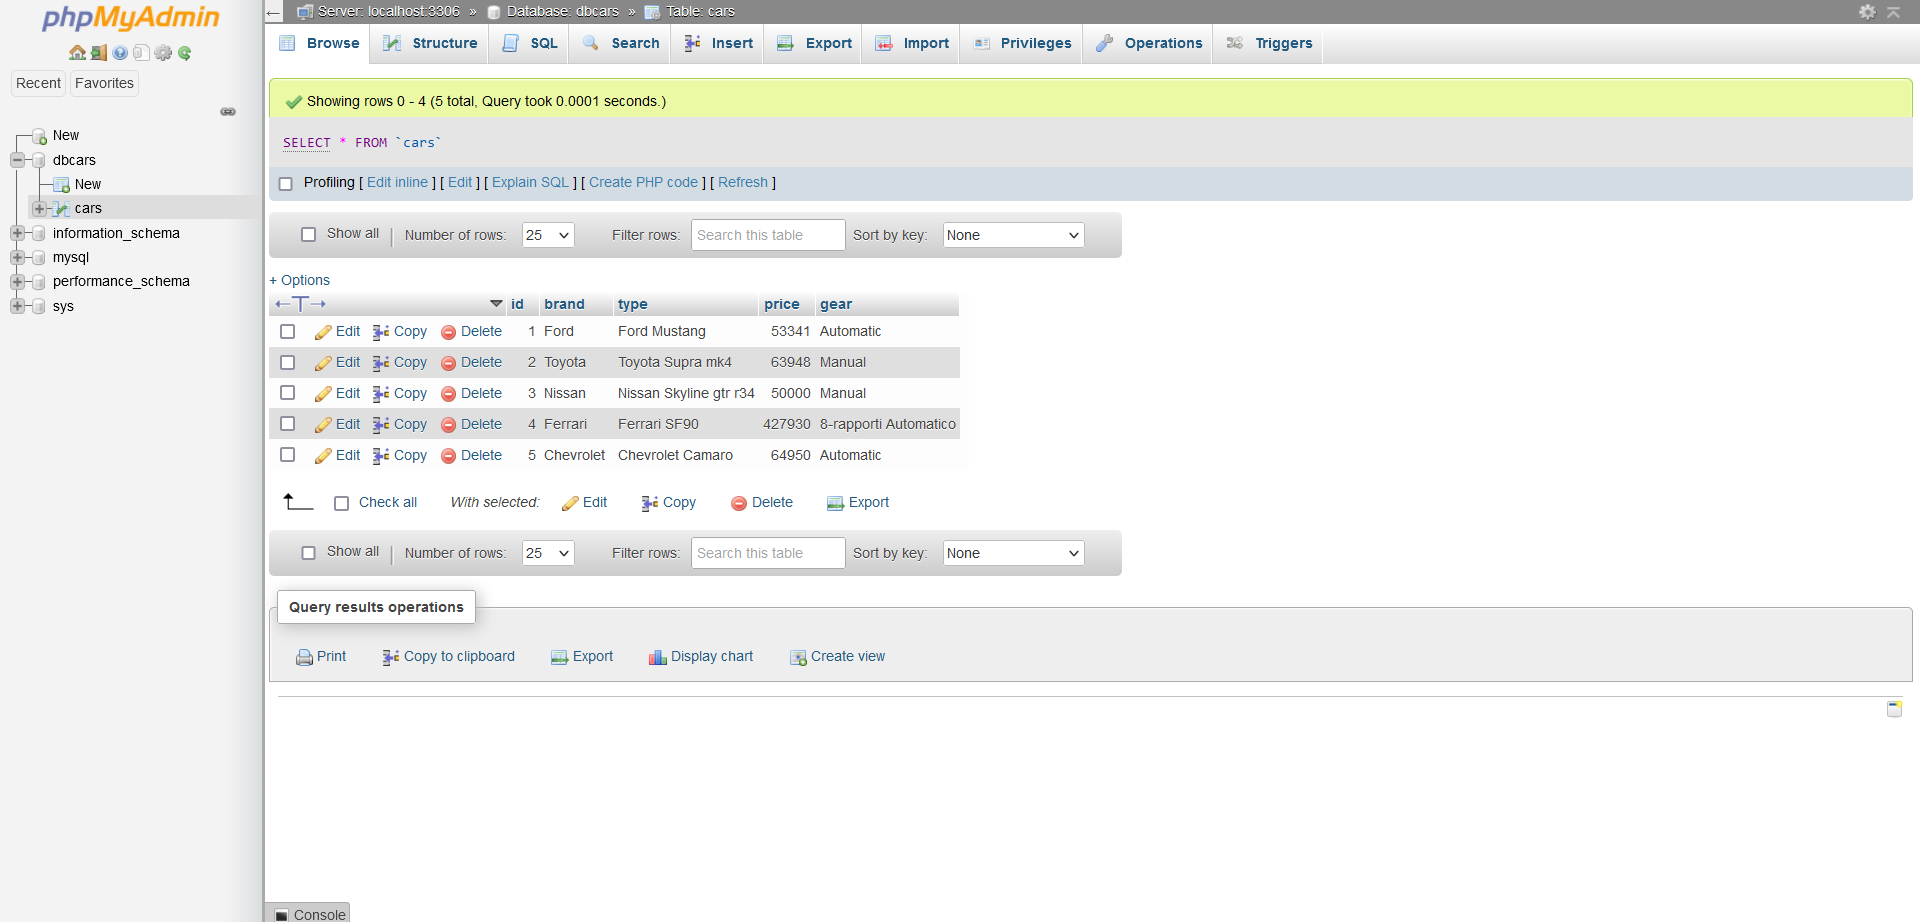 phpMyAdmin
Recent Favorites
New
dbcars
New
cars
information_schema
mysql
performance_schema
sys
Server: localhost:3306 » Database: dbcars » Table: cars
Browse Structure SQL Search Insert Export Import Privileges Operations Triggers
Showing rows 0 - 4 (5 total, Query took 0.0001 seconds.)
SELECT * FROM `cars`
Profiling [ Edit inline ] [ Edit ] [ Explain SQL ] [ Create PHP code ] [ Refresh ]
Show all | Number of rows: 25 Filter rows: Search this table Sort by key: None
+ Options
←T→ id brand type price gear
Edit Copy Delete 1 Ford Ford Mustang 53341 Automatic
Edit Copy Delete 2 Toyota Toyota Supra mk4 63948 Manual
Edit Copy Delete 3 Nissan Nissan Skyline gtr r34 50000 Manual
Edit Copy Delete 4 Ferrari Ferrari SF90 427930 8-rapporti Automatico
Edit Copy Delete 5 Chevrolet Chevrolet Camaro 64950 Automatic
Check all With selected: Edit Copy Delete Export
Show all | Number of rows: 25 Filter rows: Search this table Sort by key: None
Query results operations
Print Copy to clipboard Export Display chart Create view
Console